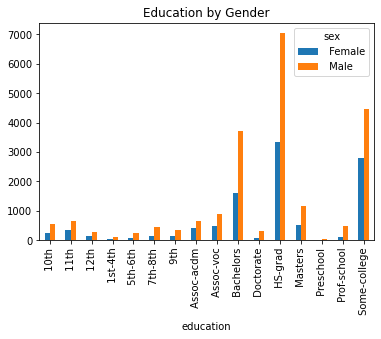 Education by Gender
sex
Female
Male
7000
6000
5000
4000
3000
2000
1000
0
10th
11th
12th
1st-4th
5th-6th
7th-8th
9th
Assoc-acdm
Assoc-voc
Bachelors
Doctorate
HS-grad
Masters
Preschool
Prof-school
Some-college
education